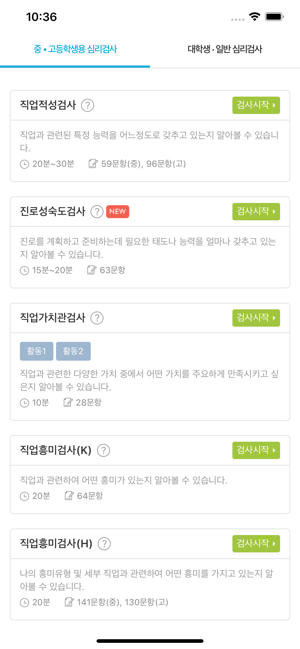 10:36
중 • 고등학생용 심리검사
대학생 · 일반 심리검사
직업적성검사 ?
검사시작
직업과 관련된 특정 능력을 어느정도로 갖추고 있는지 알아볼 수 있습니
다.
20분~30분 59문항(중), 96문항(고)
진로성숙도검사 ? NEW
검사시작
진로를 계획하고 준비하는데 필요한 태도나 능력을 얼마나 갖추고 있는
지 알아볼 수 있습니다.
15분~20분 63문항
직업가치관검사 ?
검사시작
활동1 활동2
직업과 관련한 다양한 가치 중에서 어떤 가치를 주요하게 만족시키고 싶
은지 알아볼 수 있습니다.
10분 28문항
직업흥미검사(K) ?
검사시작
직업과 관련하여 어떤 흥미가 있는지 알아볼 수 있습니다.
20분 64문항
직업흥미검사(H) ?
검사시작
나의 흥미유형 및 세부 직업과 관련하여 어떤 흥미를 가지고 있는지 알
아볼 수 있습니다.
20분 141문항(중), 130문항(고)